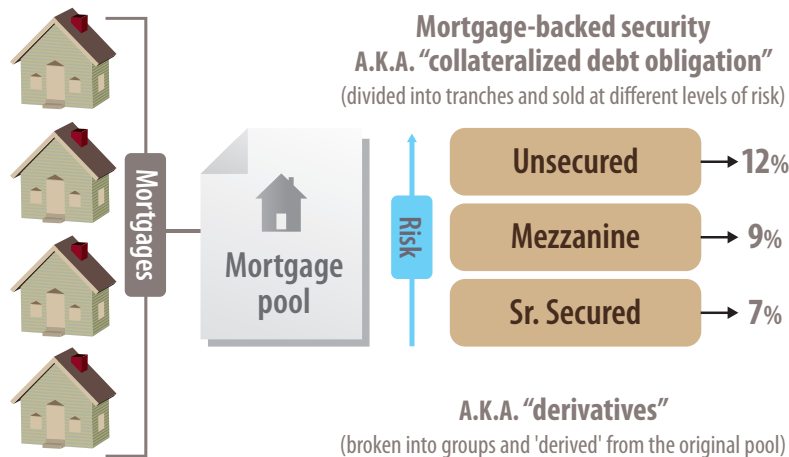 Mortgage-backed security
A.K.A. “collateralized debt obligation”
(divided into tranches and sold at different levels of risk)
Mortgages
Mortgage
pool
Risk
Unsecured
12%
Mezzanine
9%
Sr. Secured
7%
A.K.A. “derivatives”
(broken into groups and 'derived' from the original pool)